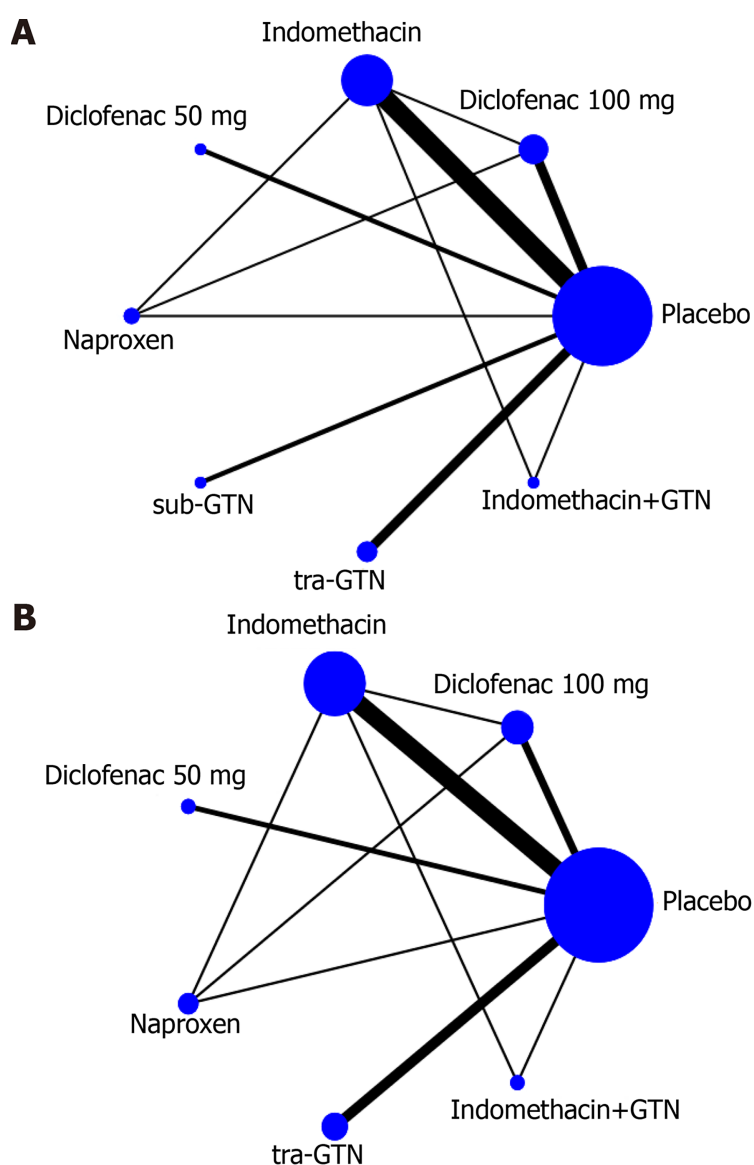 A
Indomethacin
Diclofenac 100 mg
Diclofenac 50 mg
Placebo
Naproxen
sub-GTN
Indomethacin+GTN
tra-GTN
B
Indomethacin
Diclofenac 100 mg
Diclofenac 50 mg
Placebo
Naproxen
Indomethacin+GTN
tra-GTN